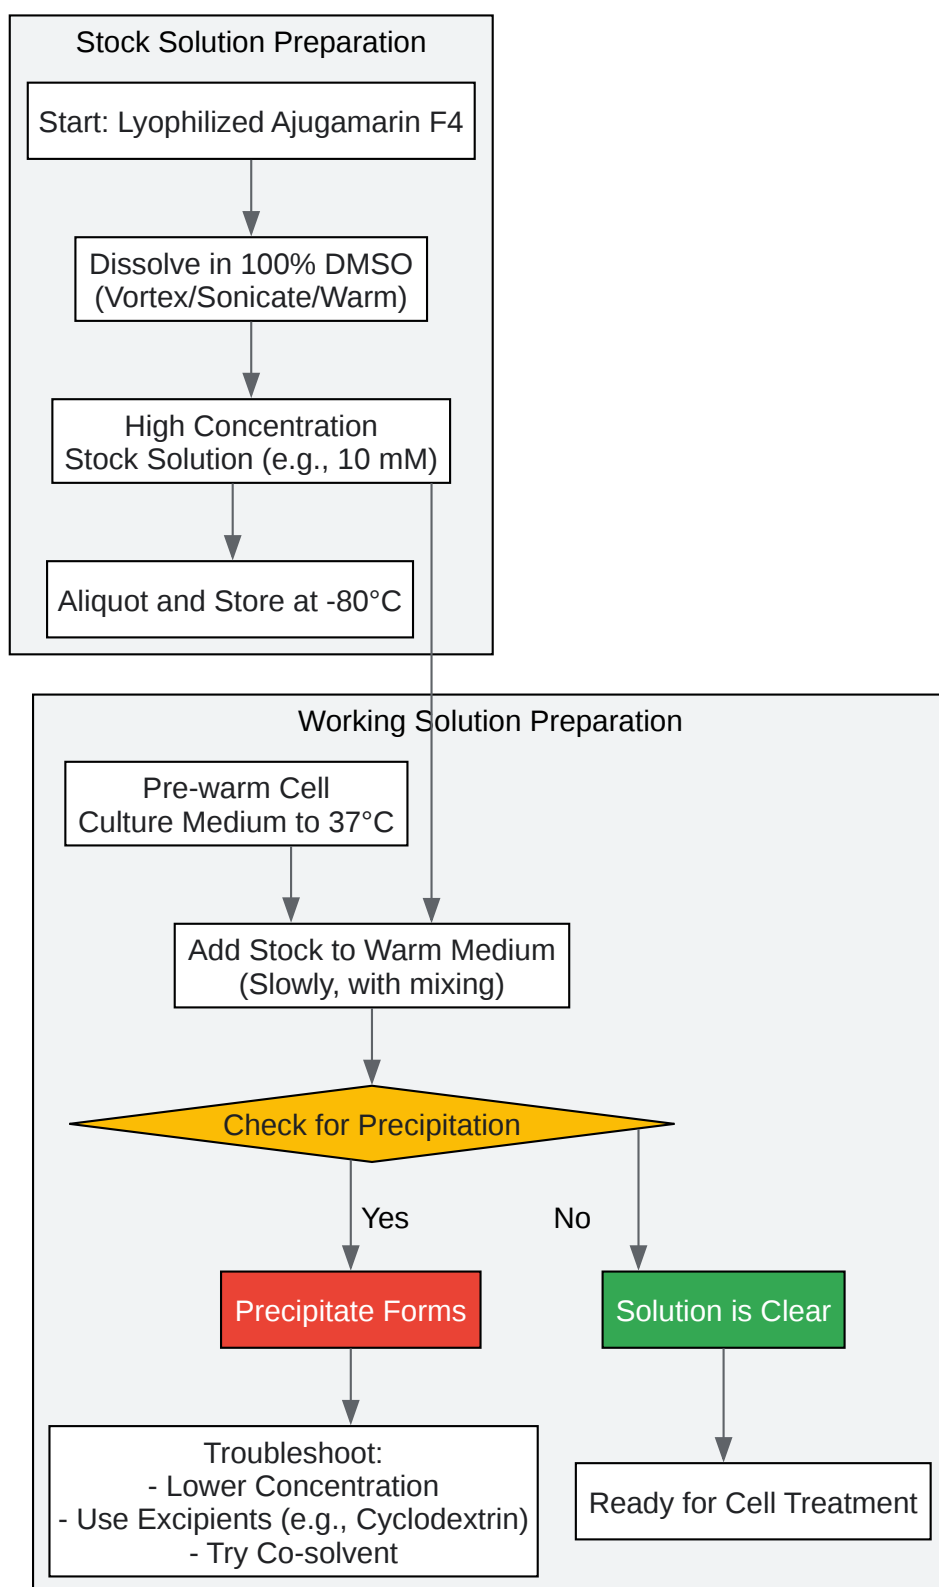 Stock Solution Preparation
Start: Lyophilized Ajugamarin F4
Dissolve in 100% DMSO
(Vortex/Sonicate/Warm)
High Concentration
Stock Solution (e.g., 10 mM)
Aliquot and Store at -80°C
Working Solution Preparation
Pre-warm Cell
Culture Medium to 37°C
Add Stock to Warm Medium
(Slowly, with mixing)
Check for Precipitation
Yes
No
Precipitate Forms
Solution is Clear
Troubleshoot:
- Lower Concentration
- Use Excipients (e.g., Cyclodextrin)
- Try Co-solvent
Ready for Cell Treatment